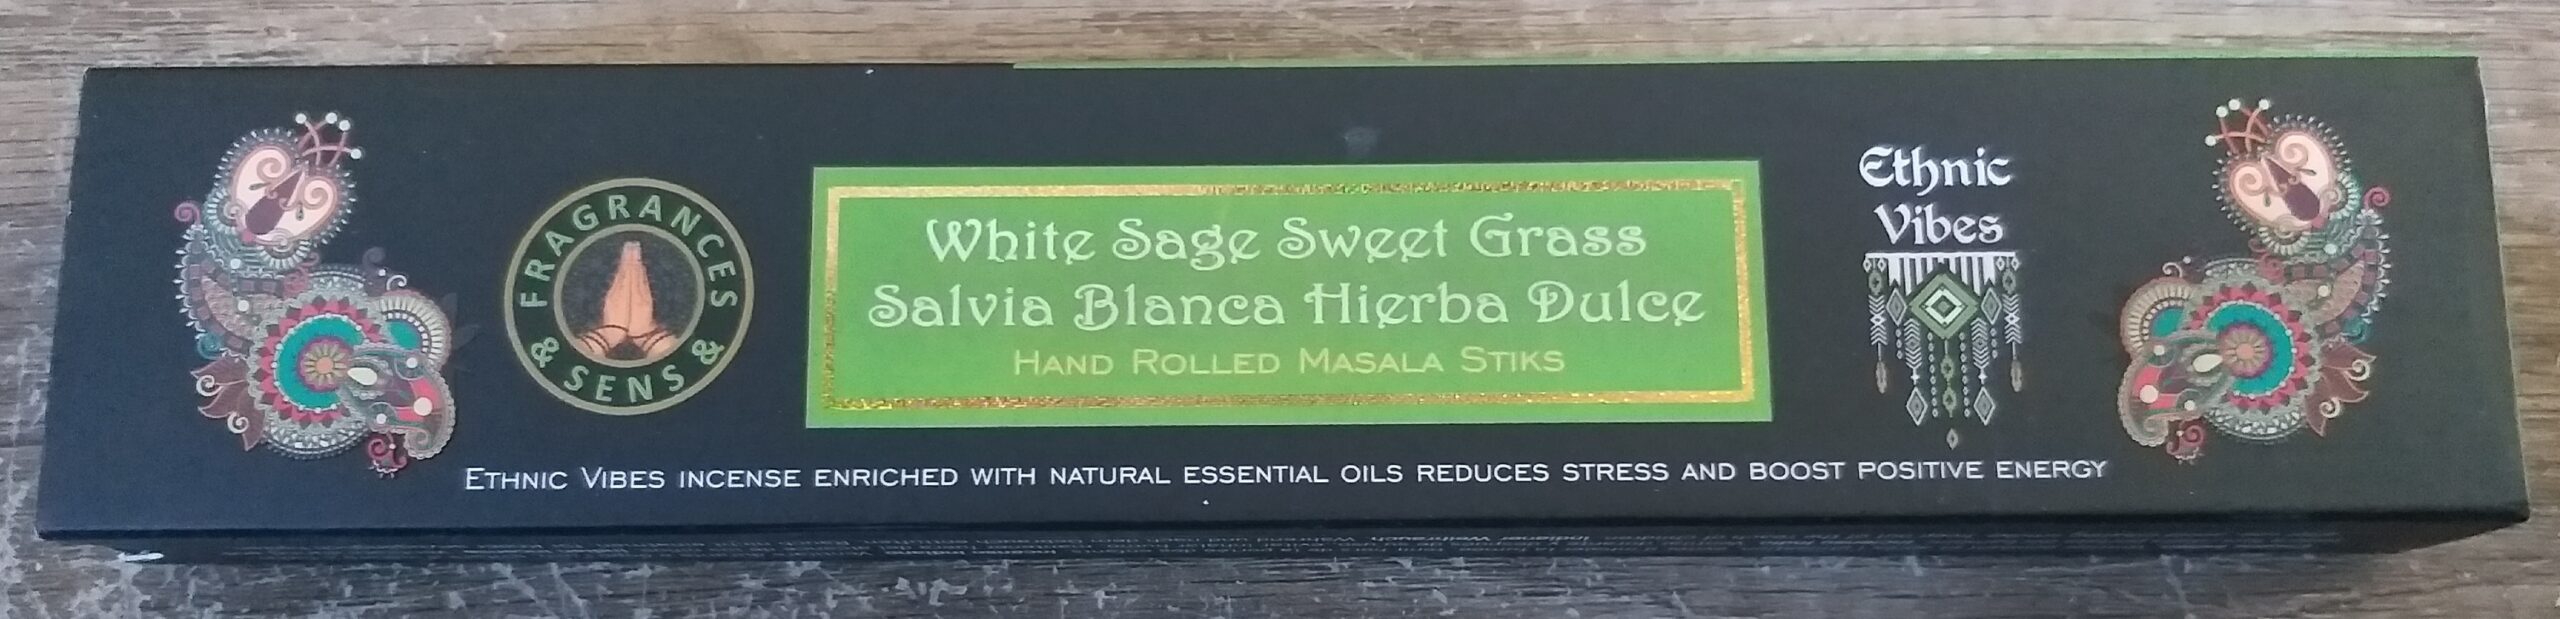 FRAGRANCES
& SENS &
White Sage Sweet Grass
Salvia Blanca Hierba Dulce
HAND ROLLED MASALA STIKS
Ethnic
Vibes
ETHNIC VIBES INCENSE ENRICHED WITH NATURAL ESSENTIAL OILS REDUCES STRESS AND BOOST POSITIVE ENERGY